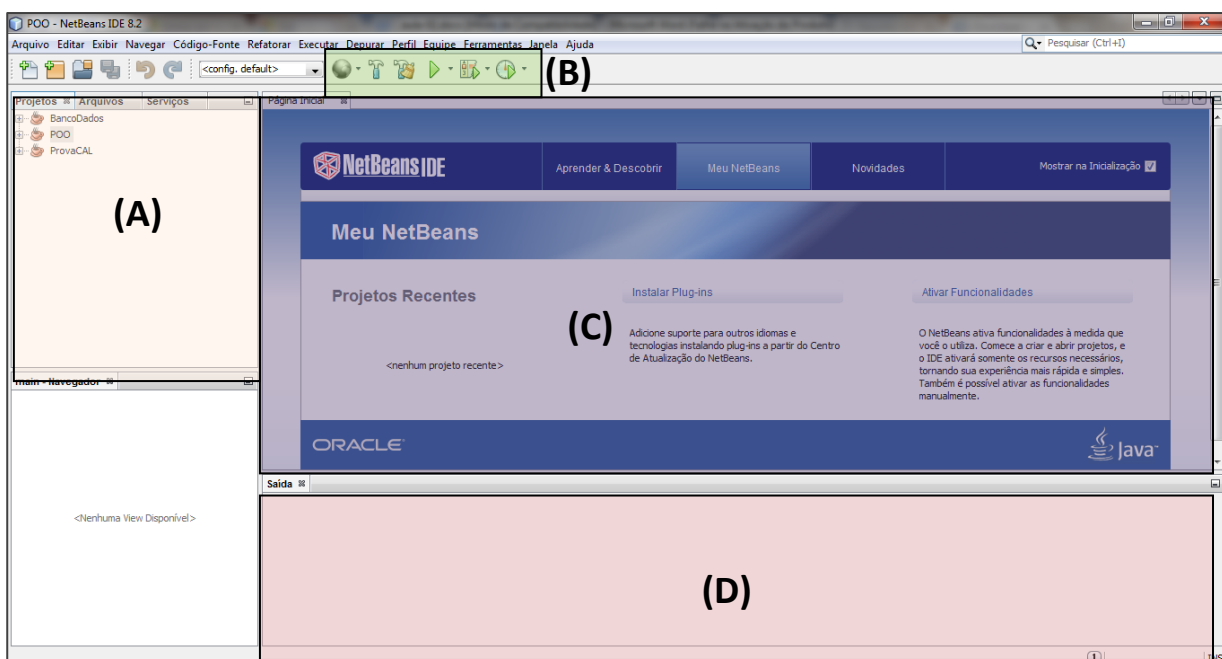 POO - NetBeans IDE 8.2
Arquivo Editar Exibir Navegar Código-Fonte Refatorar Executar Depurar Perfil Equipe Ferramentas Janela Ajuda
Pesquisar (Ctrl+I)
<config. default>
(B)
Projetos Arquivos Serviços
Página Inicial
BancoDados
POO
ProvaCAL
(A)
NetBeans IDE
Aprender & Descobrir
Meu NetBeans
Novidades
Mostrar na Inicialização
Meu NetBeans
Projetos Recentes
<nenhum projeto recente>
Instalar Plug-ins
Adicione suporte para outros idiomas e
tecnologias instalando plug-ins a partir do Centro
de Atualização do NetBeans.
Ativar Funcionalidades
O NetBeans ativa funcionalidades à medida que
você o utiliza. Comece a criar e abrir projetos, e
o IDE ativará somente os recursos necessários,
tornando sua experiência mais rápida e simples.
Também é possível ativar as funcionalidades
manualmente.
(C)
ORACLE
Java
main - Navegador
<Nenhuma View Disponível>
Saída
(D)
1
INS